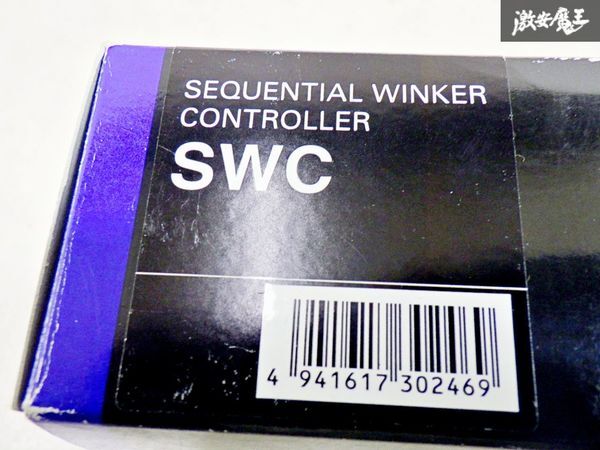 激安魔王
SEQUENTIAL WINKER
CONTROLLER
SWC
4 941617 302469